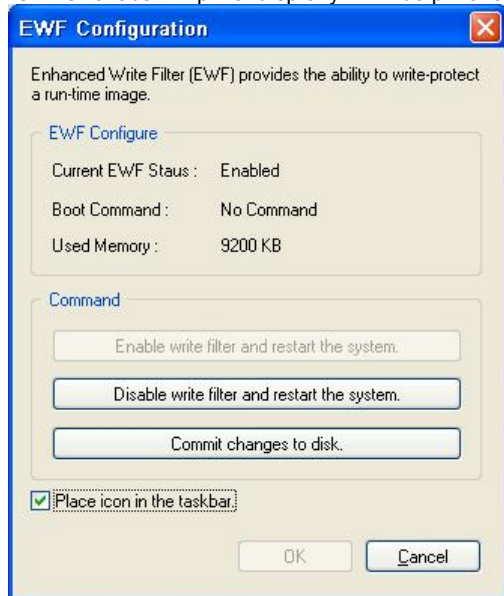 EWF Configuration
Enhanced Write Filter (EWF) provides the ability to write-protect
a run-time image.
EWF Configure
Current EWF Staus : Enabled
Boot Command : No Command
Used Memory : 9200 KB
Command
Enable write filter and restart the system.
Disable write filter and restart the system.
Commit changes to disk.
Place icon in the taskbar.
OK Cancel